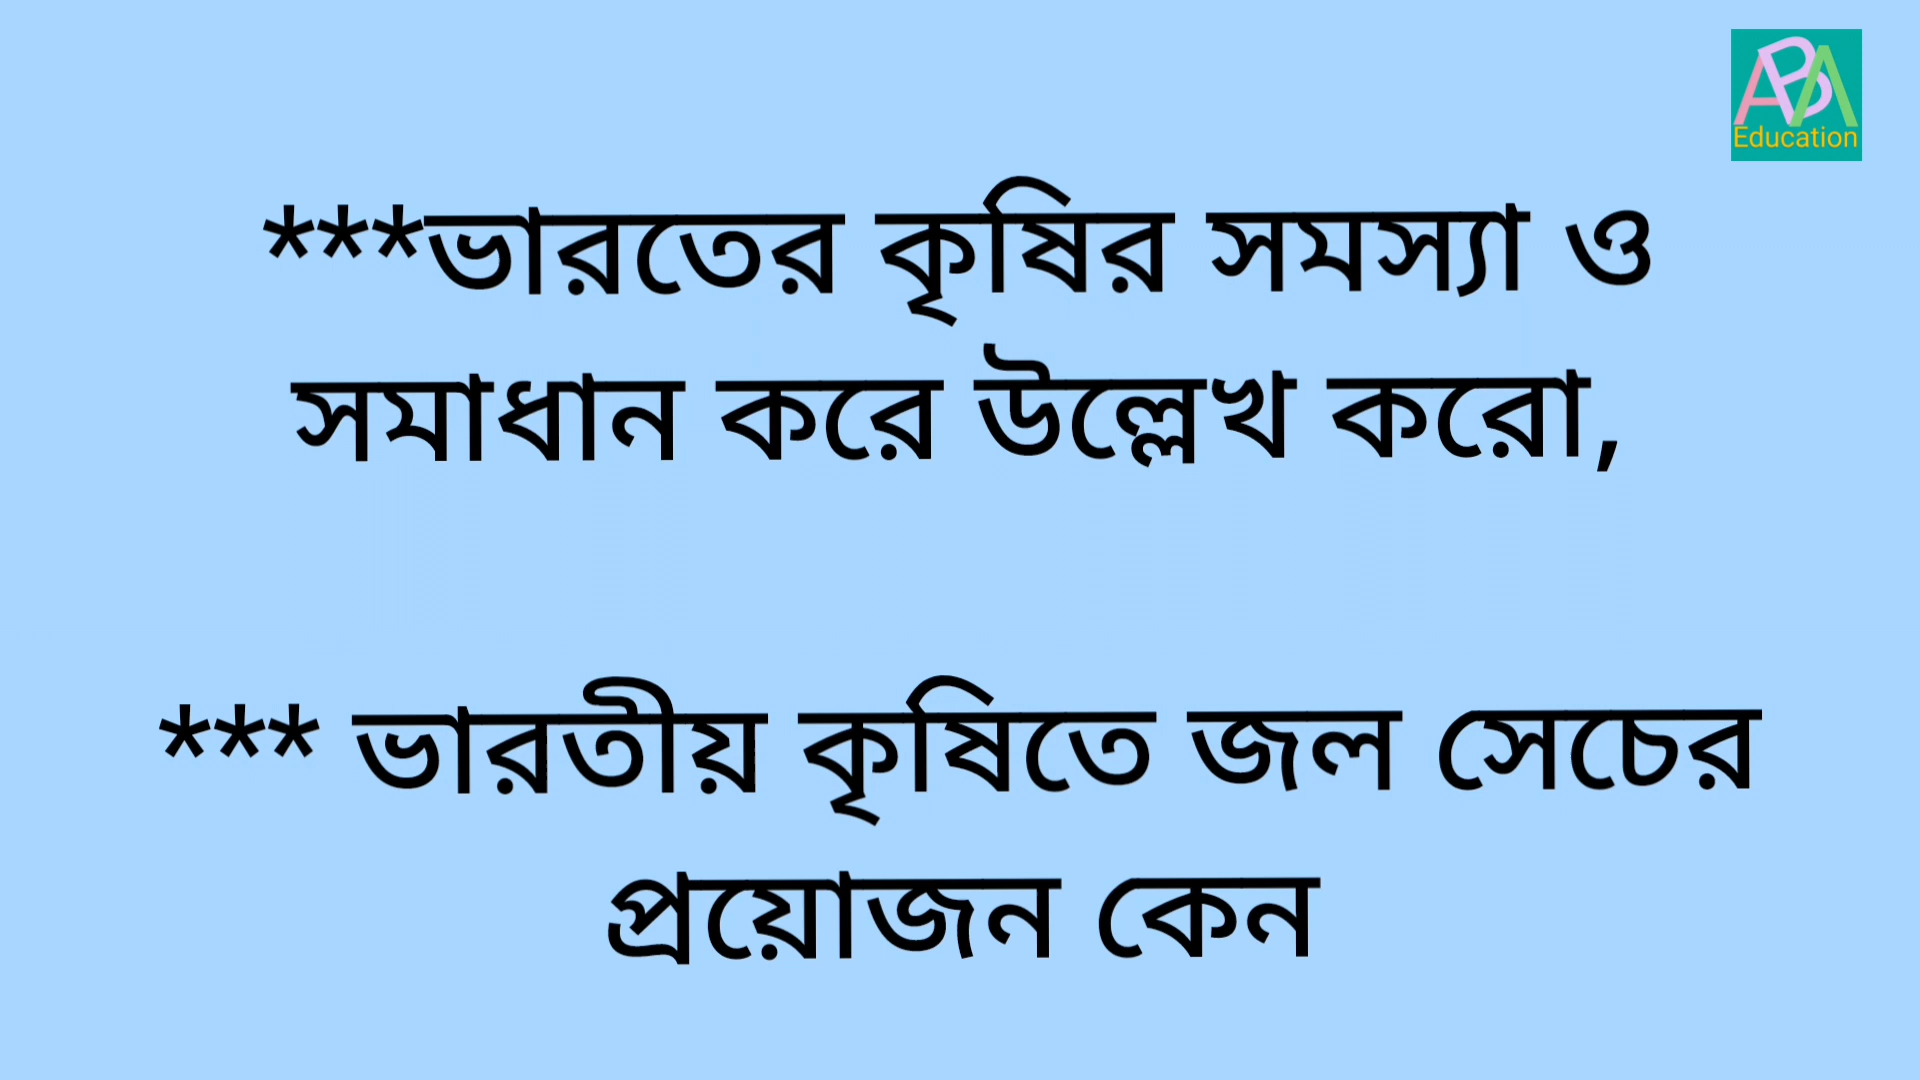 ABA
Education
***ভারতের কৃষির সমস্যা ও
সমাধান করে উল্লেখ করো,
*** ভারতীয় কৃষিতে জল সেচের
প্রয়োজন কেন